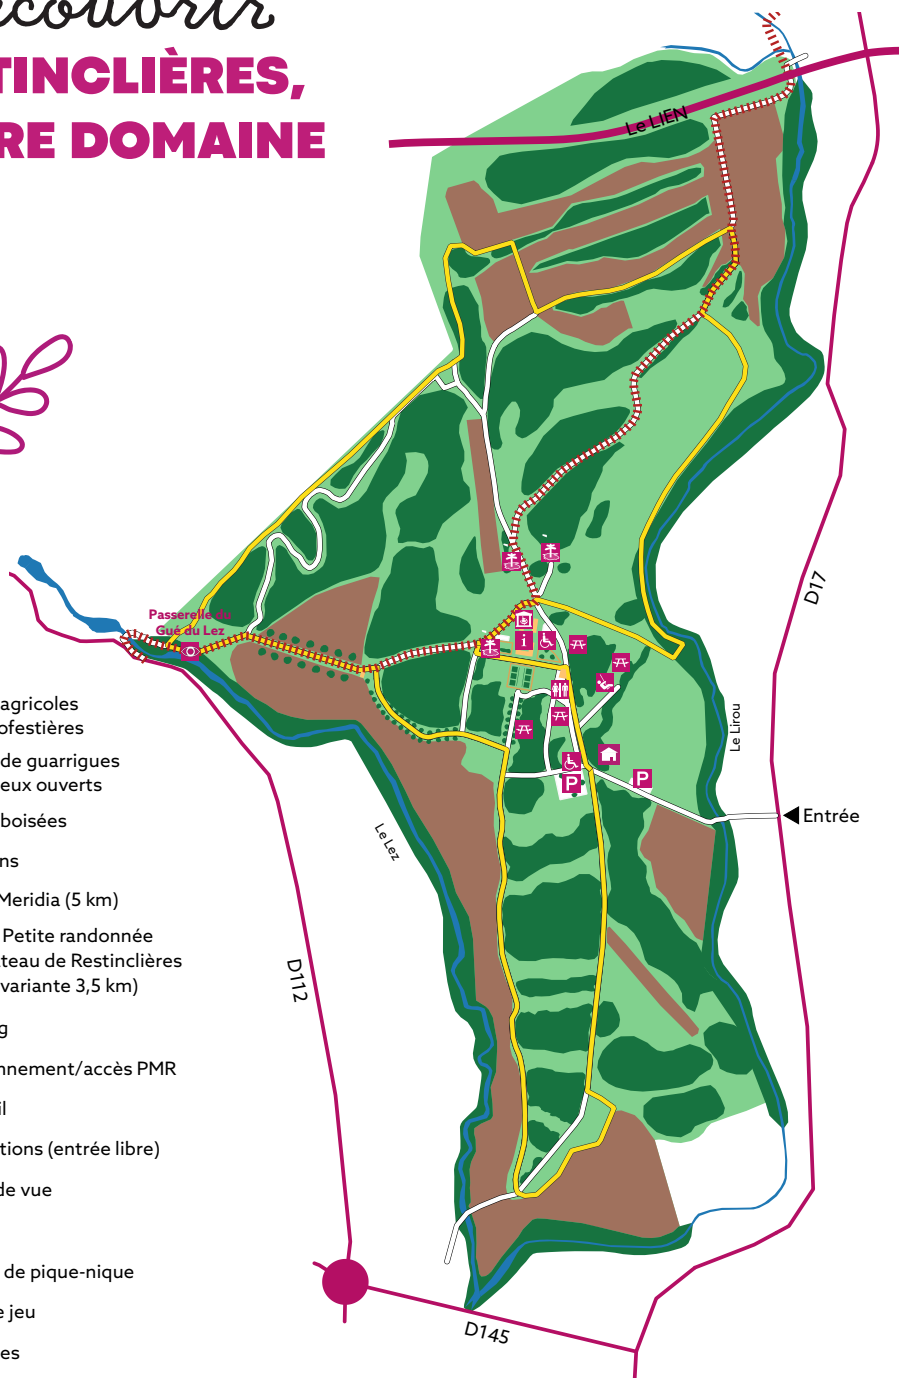 écouvrir
TINCLIÈRES,
RE DOMAINE
Le LIEN
D17
Passerelle du
Gué du Lez
i
P
P
Le Lirou
Entrée
Le Lez
D112
D145
agricoles
ofestières
de guarrigues
eux ouverts
boisées
ns
Meridia (5 km)
Petite randonnée
teau de Restinclières
variante 3,5 km)
g
nnement/accès PMR
il
tions (entrée libre)
de vue
de pique-nique
e jeu
es